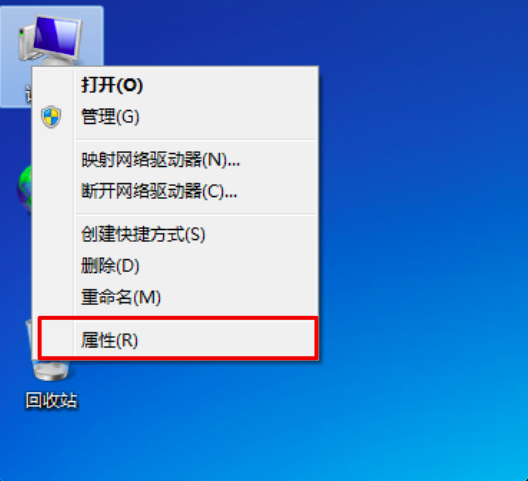 打开(O)
管理(G)
映射网络驱动器(N)...
断开网络驱动器(C)...
创建快捷方式(S)
删除(D)
重命名(M)
属性(R)
回收站